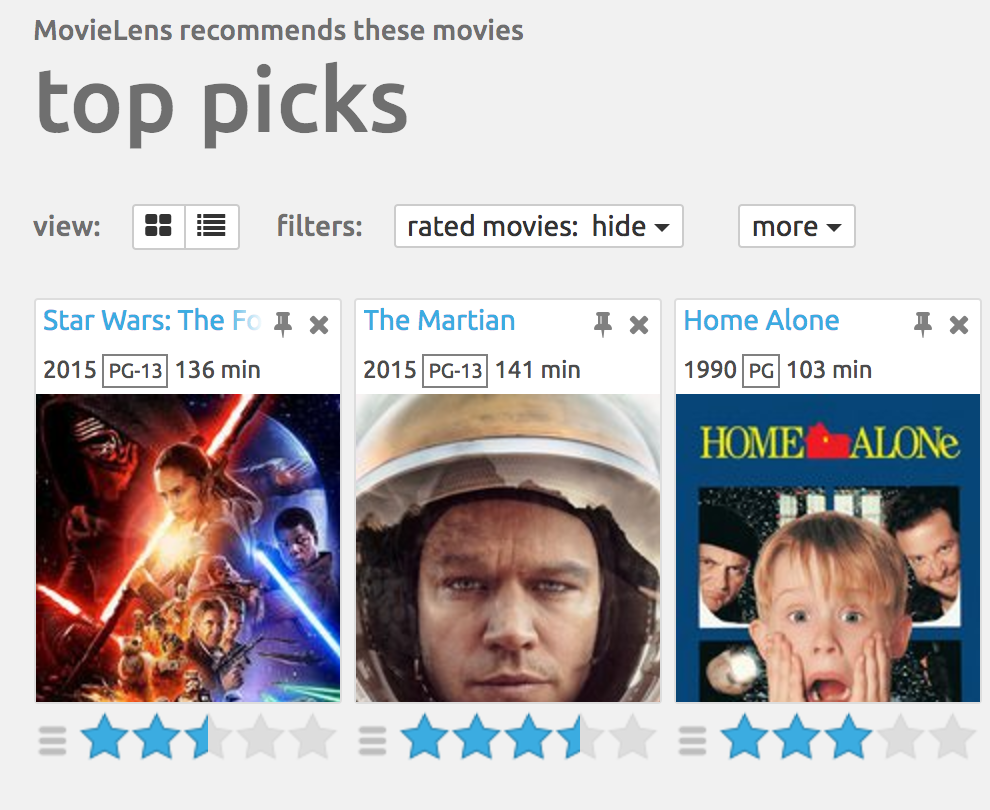 MovieLens recommends these movies
top picks
view:
filters:
rated movies: hide
more
Star Wars: The Fo
The Martian
Home Alone
2015 PG-13 136 min
2015 PG-13 141 min
1990 PG 103 min
HOME ALONe